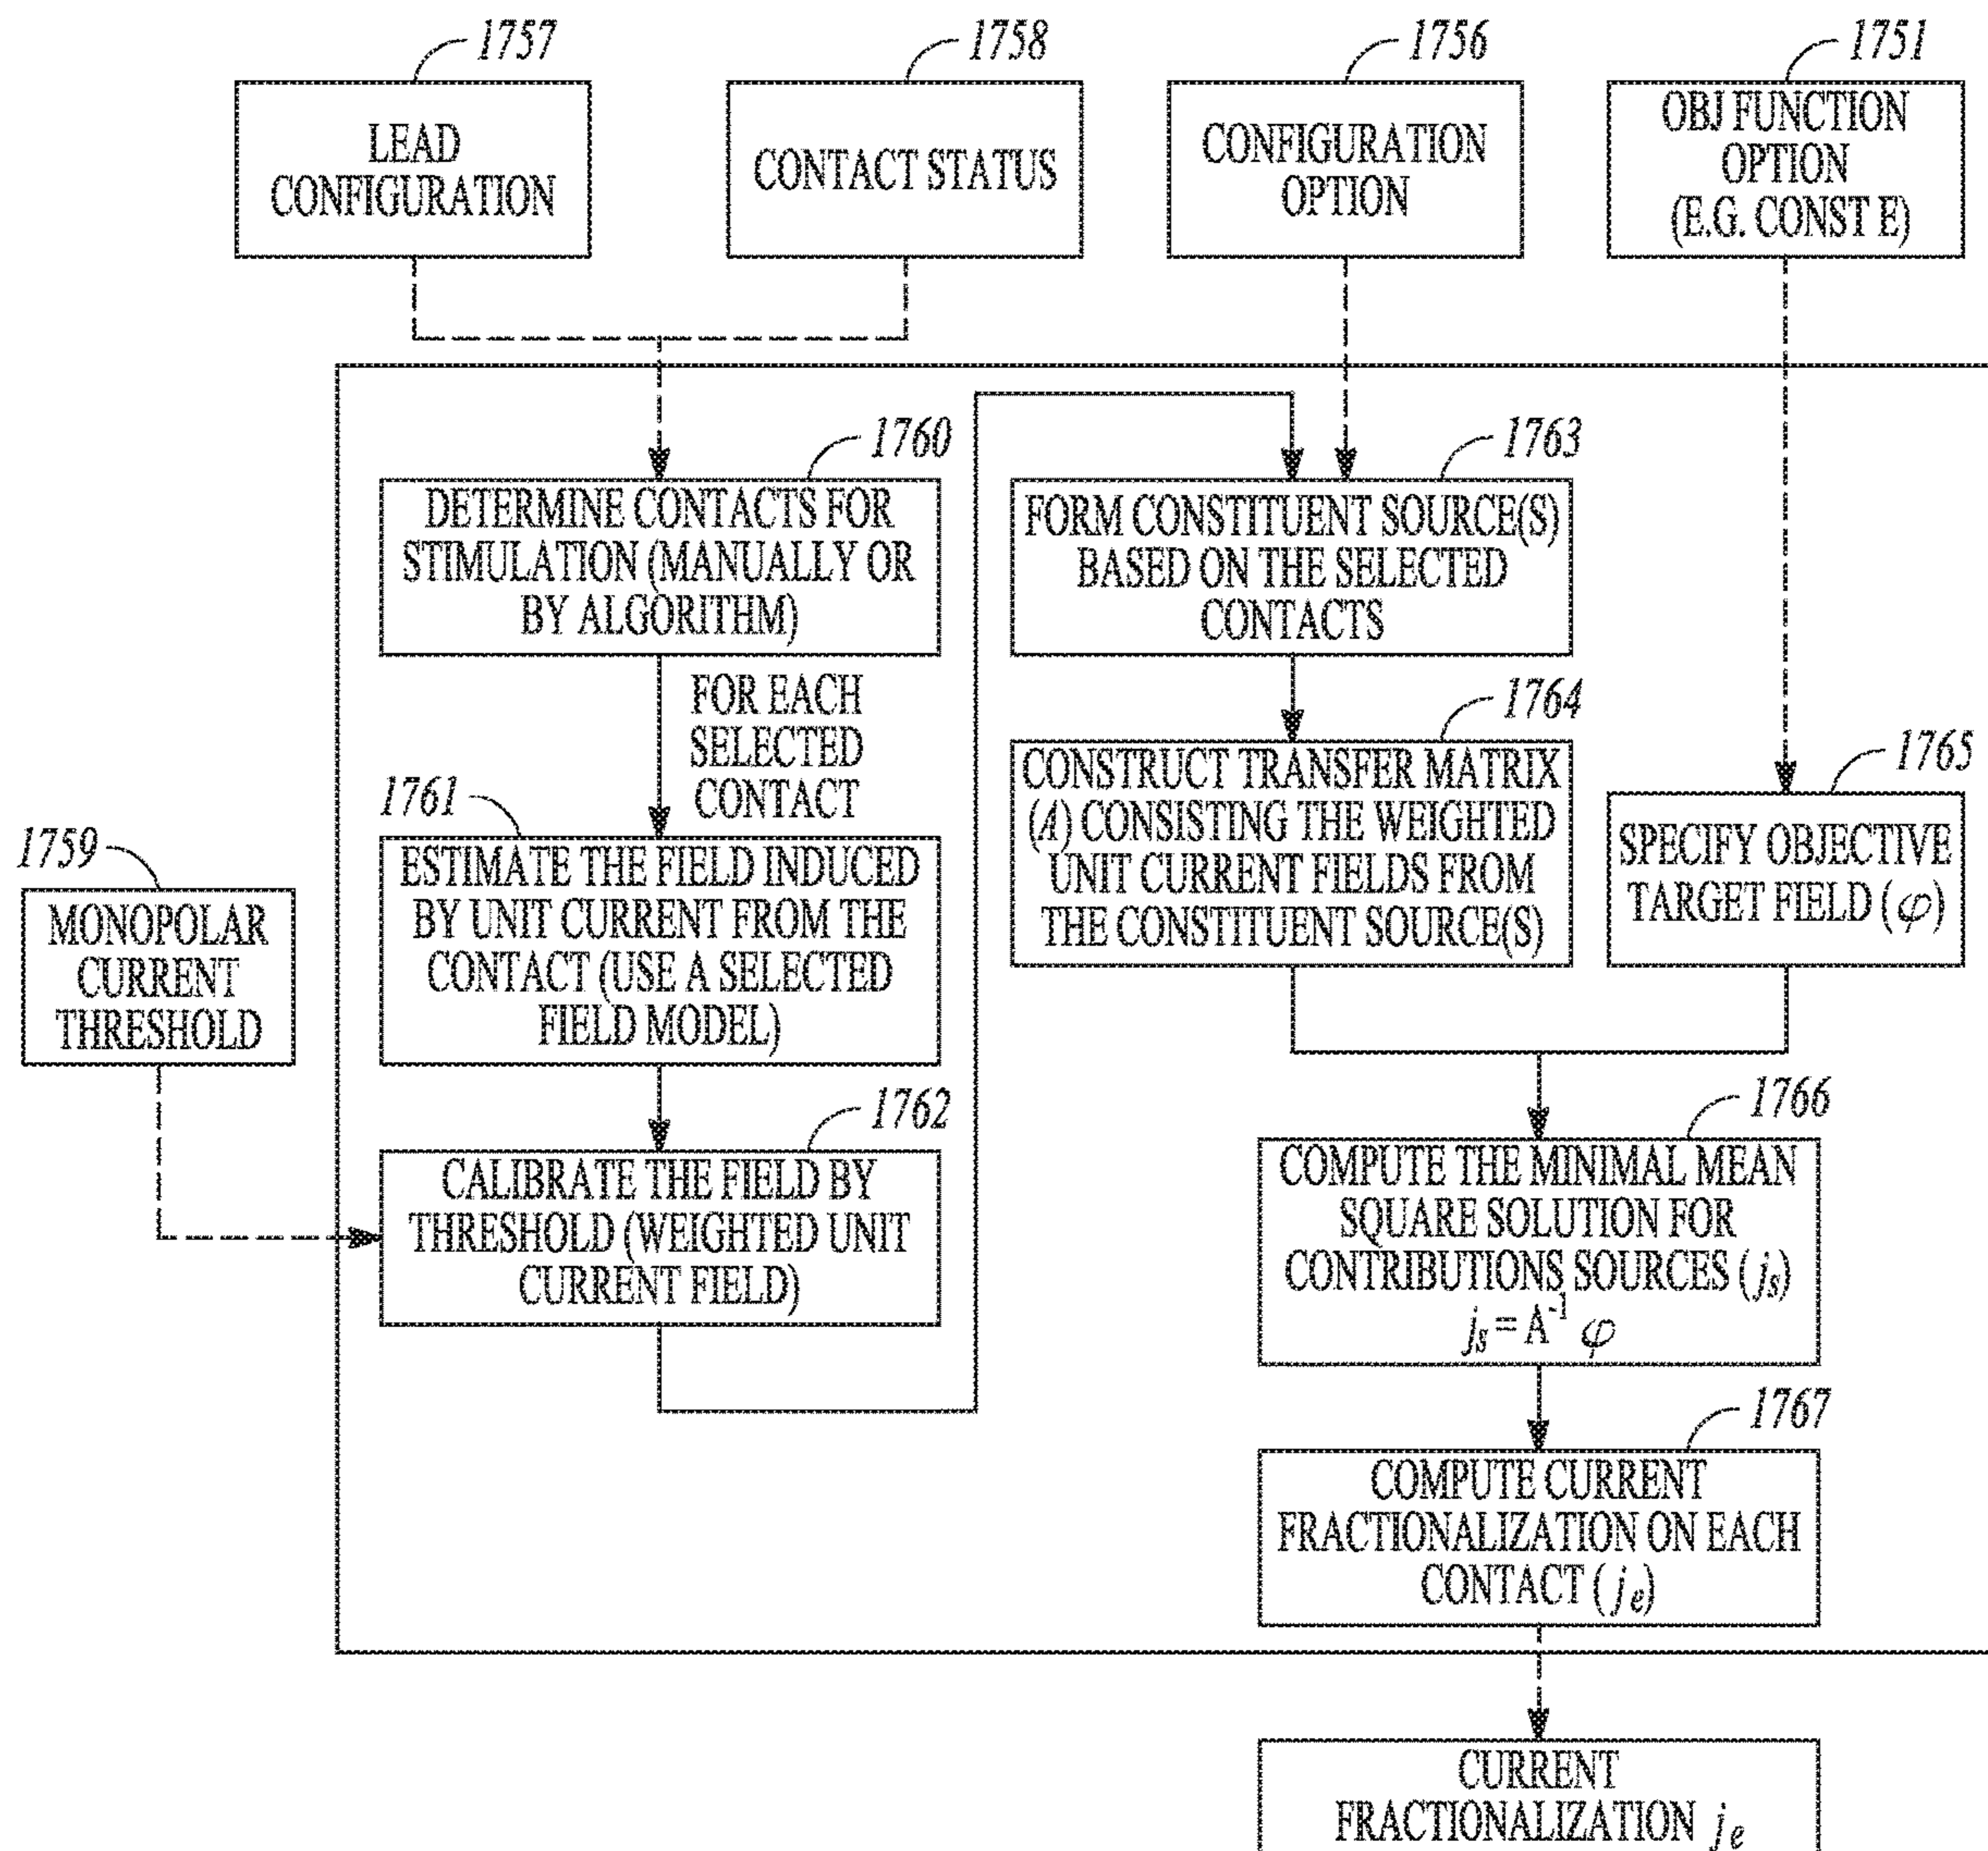 1757
1758
1756
1751
LEAD
CONFIGURATION
CONTACT STATUS
CONFIGURATION
OPTION
OBJ FUNCTION
OPTION
(E.G. CONST E)
1760
DETERMINE CONTACTS FOR
STIMULATION (MANUALLY OR
BY ALGORITHM)
FOR EACH
SELECTED
CONTACT
1761
ESTIMATE THE FIELD INDUCED
BY UNIT CURRENT FROM THE
CONTACT (USE A SELECTED
FIELD MODEL)
1759
MONOPOLAR
CURRENT
THRESHOLD
1762
CALIBRATE THE FIELD BY
THRESHOLD (WEIGHTED UNIT
CURRENT FIELD)
1763
FORM CONSTITUENT SOURCE(S)
BASED ON THE SELECTED
CONTACTS
1764
CONSTRUCT TRANSFER MATRIX
(A) CONSISTING THE WEIGHTED
UNIT CURRENT FIELDS FROM
THE CONSTITUENT SOURCE(S)
1765
SPECIFY OBJECTIVE
TARGET FIELD (φ)
1766
COMPUTE THE MINIMAL MEAN
SQUARE SOLUTION FOR
CONTRIBUTIONS SOURCES (js)
js = A⁻¹ φ
1767
COMPUTE CURRENT
FRACTIONALIZATION ON EACH
CONTACT (je)
CURRENT
FRACTIONALIZATION je